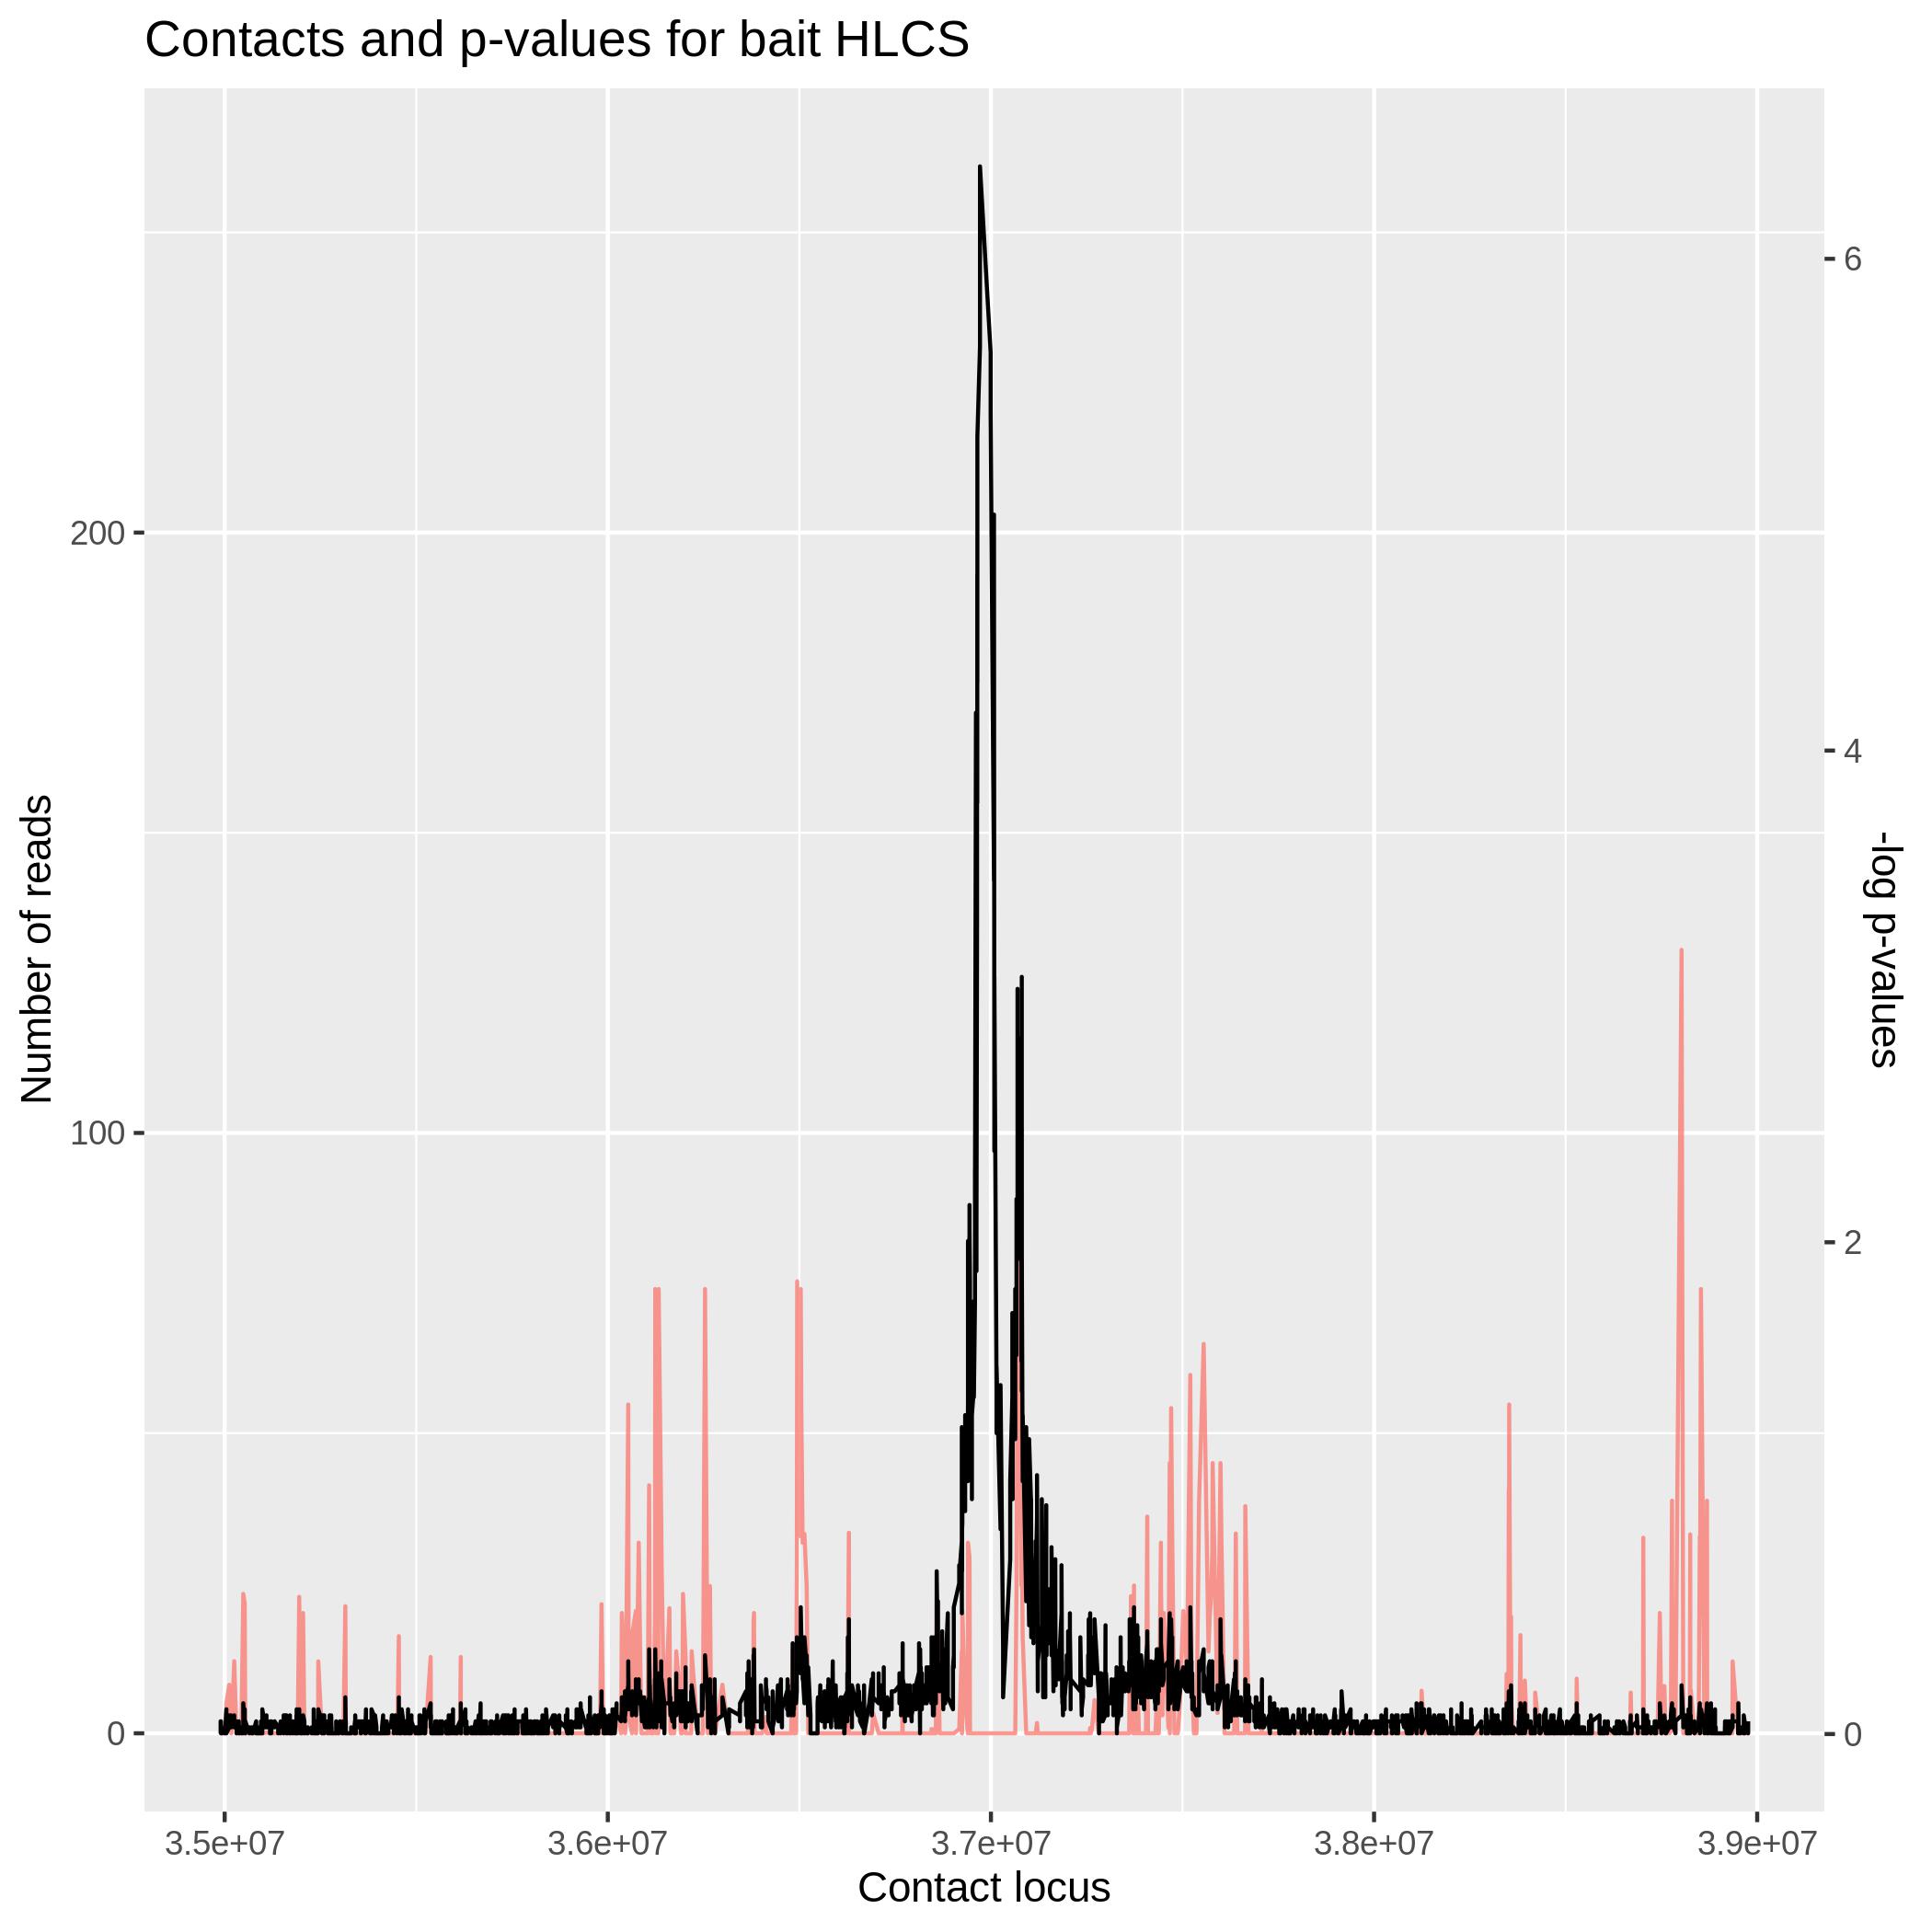 Contacts and p-values for bait HLCS
Number of reads
200
100
0
6
4
2
0
-log p-values
3.5e+07
3.6e+07
3.7e+07
3.8e+07
3.9e+07
Contact locus